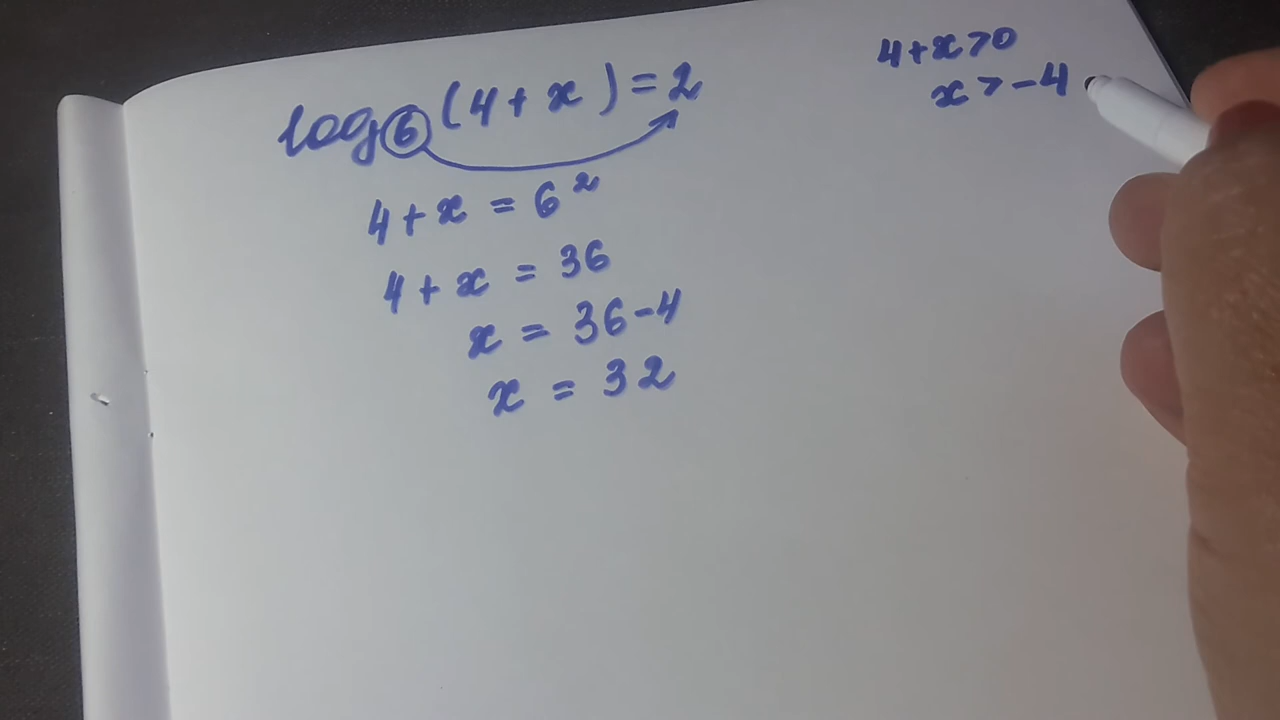 log₆(4+x)=2
4+x = 6²
4+x = 36
x = 36-4
x = 32
4+x>0
x>-4